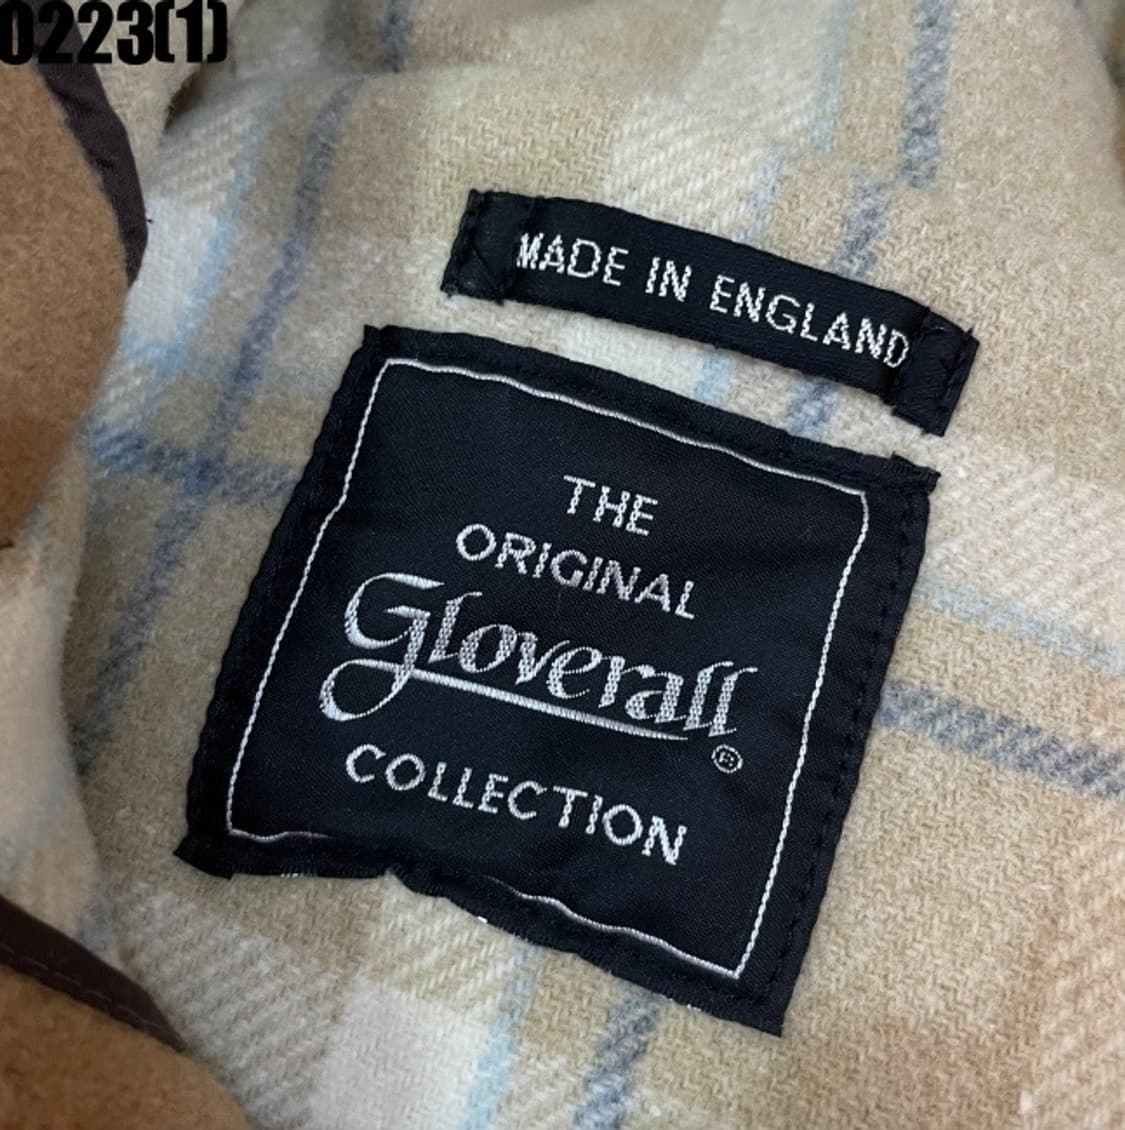 0223(1)
MADE IN ENGLAND
THE
ORIGINAL
Gloverall
®
COLLECTION